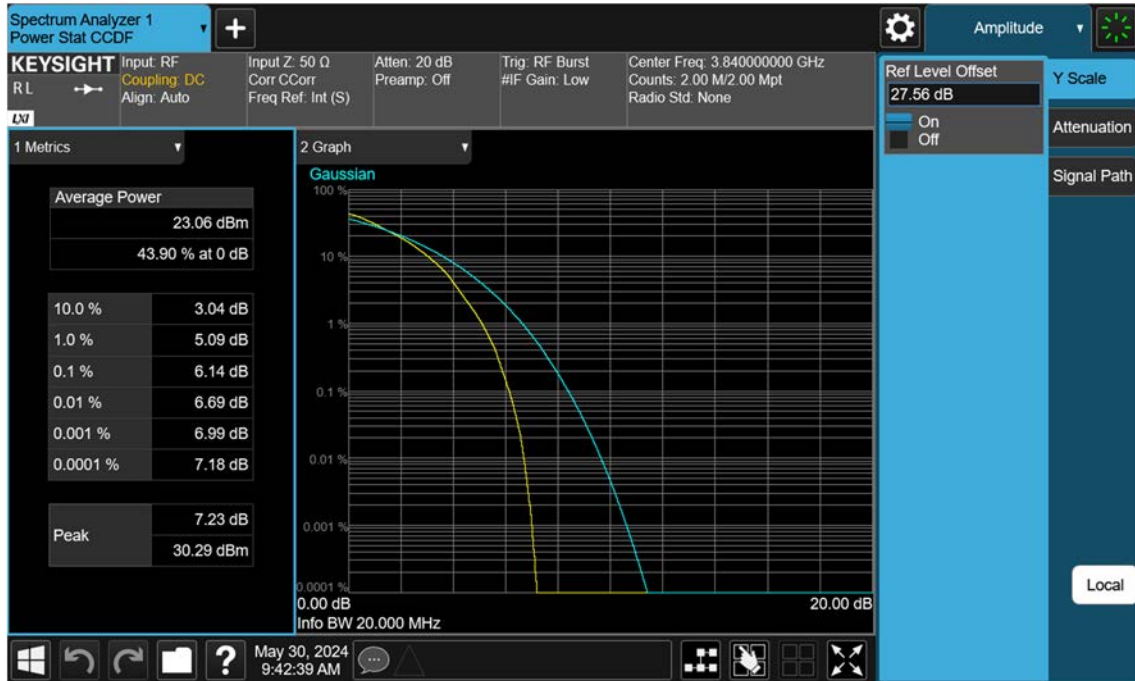 Spectrum Analyzer 1
Power Stat CCDF
Amplitude
KEYSIGHT
R L
LXI
Input: RF
Coupling: DC
Align: Auto
Input Z: 50 Ω
Corr CCorr
Freq Ref: Int (S)
Atten: 20 dB
Preamp: Off
Trig: RF Burst
#IF Gain: Low
Center Freq: 3.840000000 GHz
Counts: 2.00 M/2.00 Mpt
Radio Std: None
Ref Level Offset
27.56 dB
On
Off
Y Scale
Attenuation
Signal Path
1 Metrics
Average Power
23.06 dBm
43.90 % at 0 dB
10.0 % 3.04 dB
1.0 % 5.09 dB
0.1 % 6.14 dB
0.01 % 6.69 dB
0.001 % 6.99 dB
0.0001 % 7.18 dB
Peak
7.23 dB
30.29 dBm
2 Graph
Gaussian
100 %
10 %
1 %
0.1 %
0.01 %
0.001 %
0.0001 %
0.00 dB 20.00 dB
Info BW 20.000 MHz
Local
?
May 30, 2024
9:42:39 AM